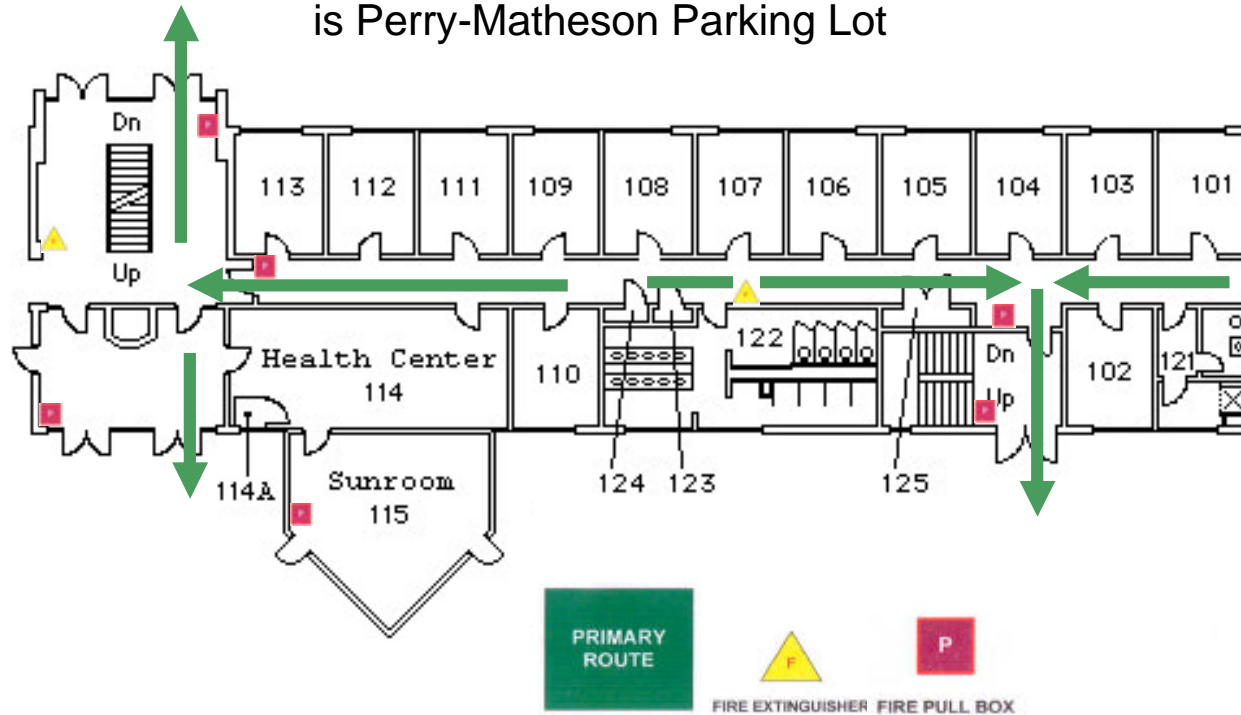 is Perry-Matheson Parking Lot
Dn
P
113 112 111 109 108 107 106 105 104 103 101
F
Up
P
F
P
Health Center
114
110
122
Dn
Up
102
121
P
P
114A
Sunroom
115
124 123
125
P
PRIMARY
ROUTE
F
P
FIRE EXTINGUISHER FIRE PULL BOX